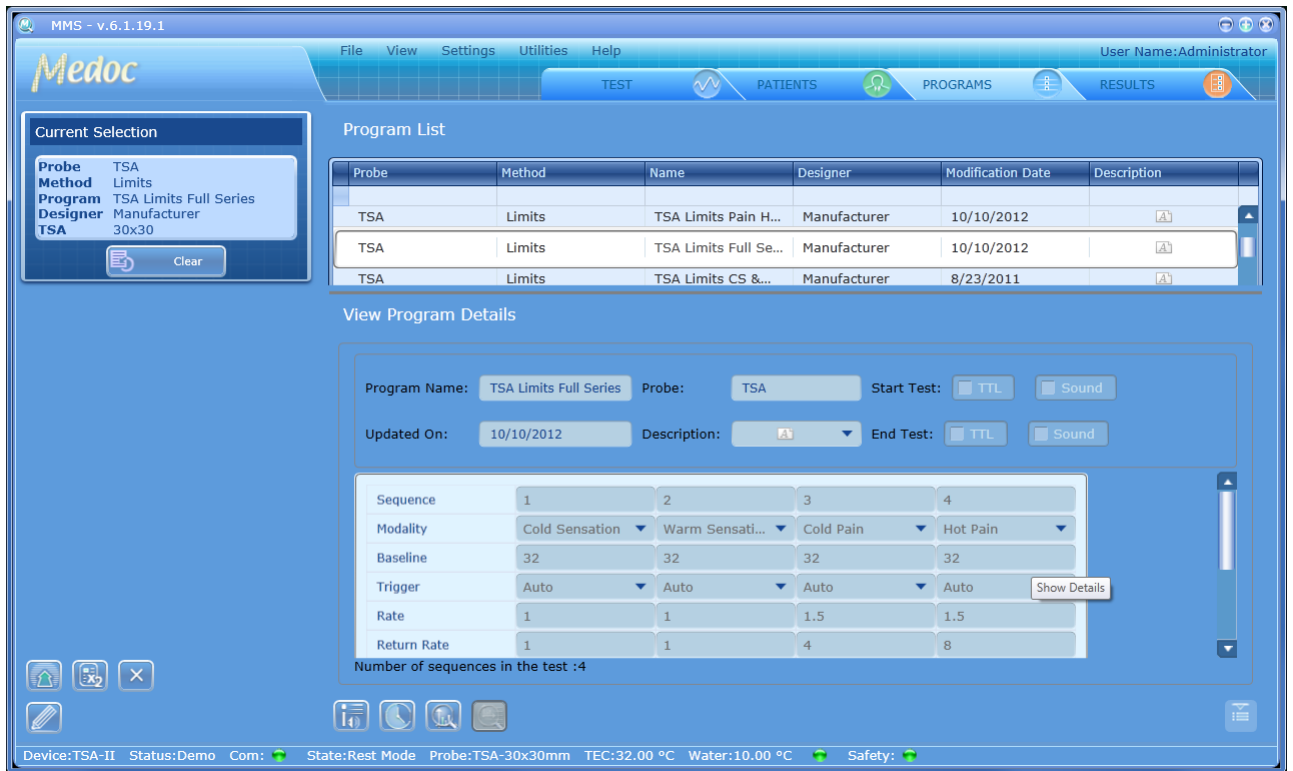 MMS - v.6.1.19.1
Medoc
File View Settings Utilities Help
User Name:Administrator
TEST PATIENTS PROGRAMS RESULTS
Current Selection
Probe TSA
Method Limits
Program TSA Limits Full Series
Designer Manufacturer
TSA 30x30
Clear
Program List
Probe Method Name Designer Modification Date Description
TSA Limits TSA Limits Pain H... Manufacturer 10/10/2012 A
TSA Limits TSA Limits Full Se... Manufacturer 10/10/2012 A
TSA Limits TSA Limits CS &... Manufacturer 8/23/2011 A
View Program Details
Program Name: TSA Limits Full Series Probe: TSA Start Test: TTL Sound
Updated On: 10/10/2012 Description: A End Test: TTL Sound
Sequence 1 2 3 4
Modality Cold Sensation Warm Sensati... Cold Pain Hot Pain
Baseline 32 32 32 32
Trigger Auto Auto Auto Auto
Show Details
Rate 1 1 1.5 1.5
Return Rate 1 1 4 8
Number of sequences in the test :4
Device:TSA-II Status:Demo Com: State:Rest Mode Probe:TSA-30x30mm TEC:32.00 °C Water:10.00 °C Safety: